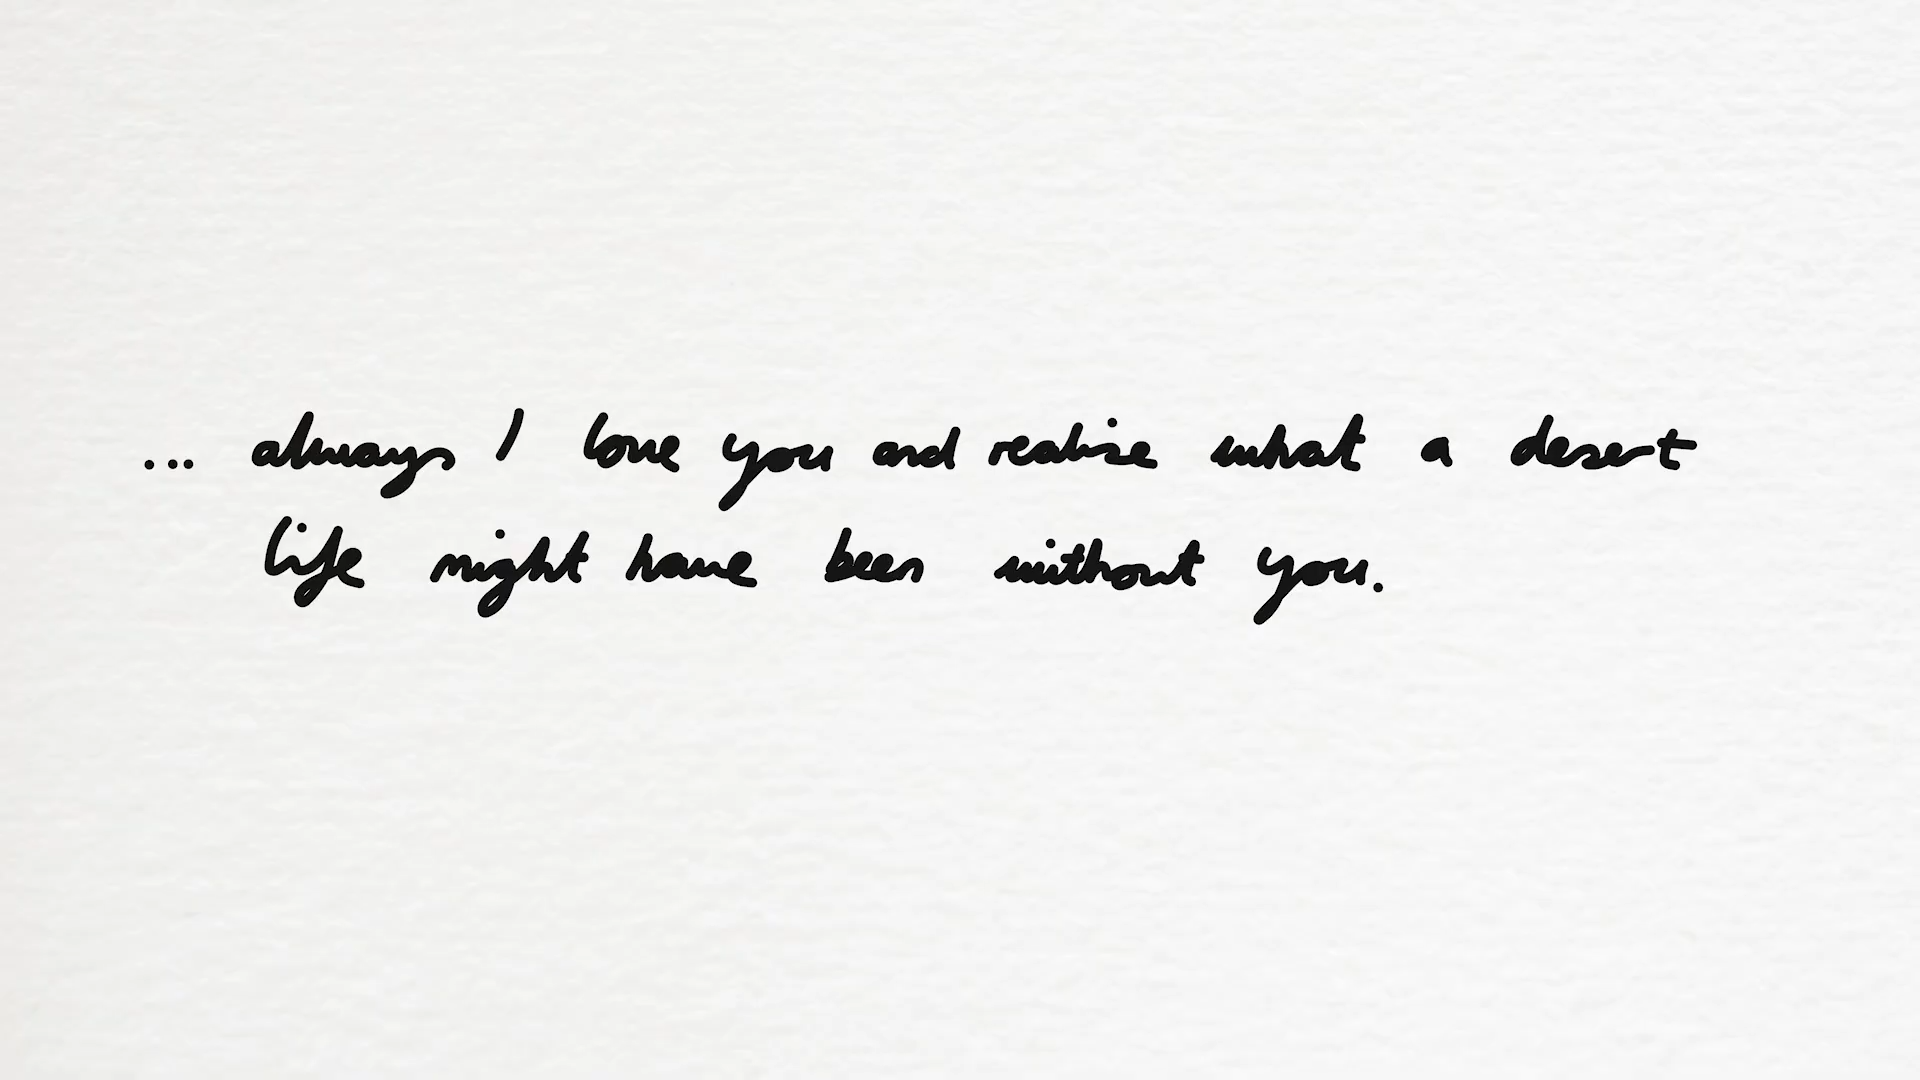 ... always I love you and realise what a desert
life might have been without you.